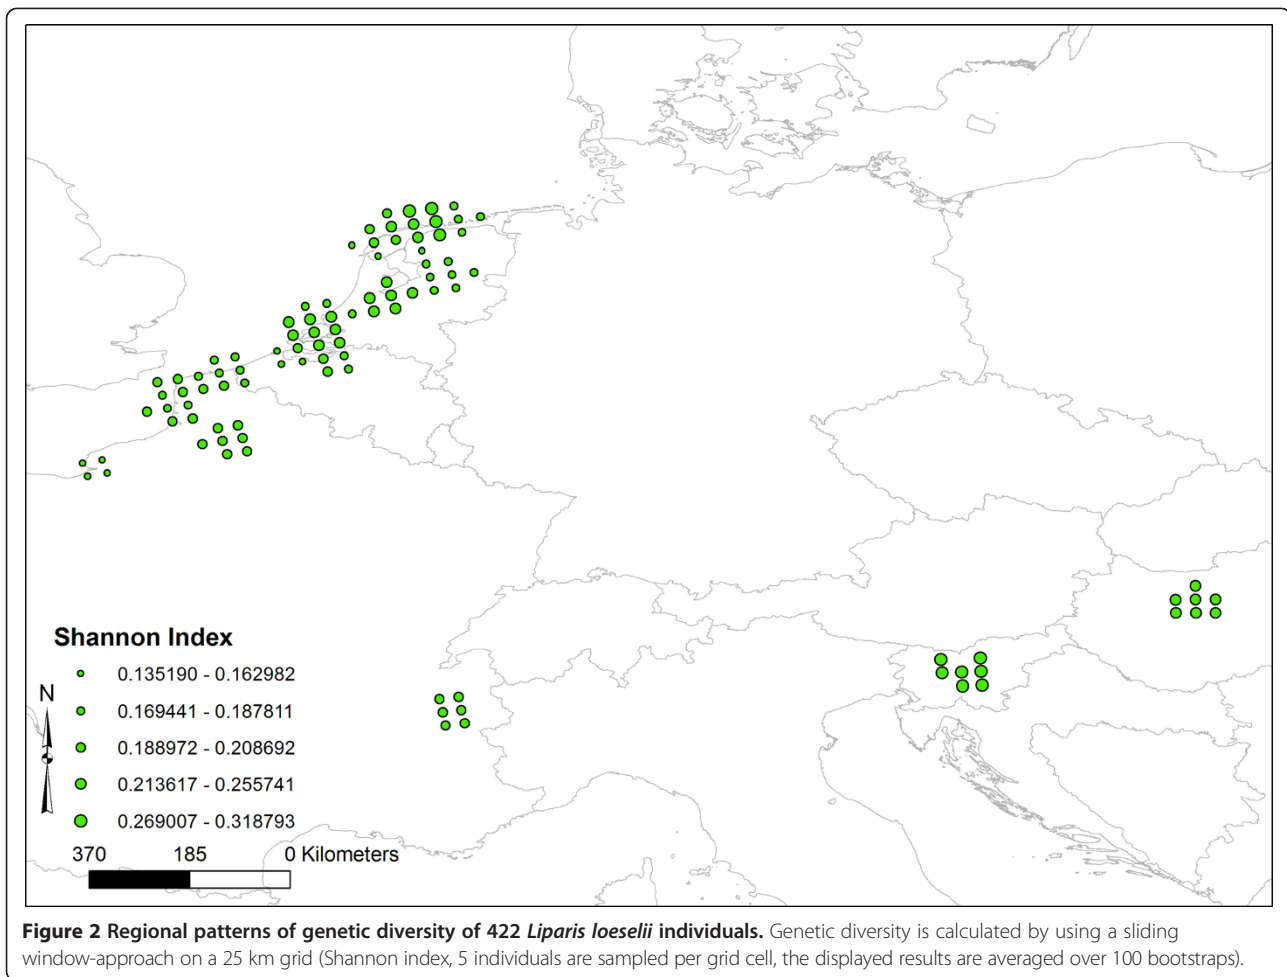 Shannon Index
0.135190 - 0.162982
N
0.169441 - 0.187811
0.188972 - 0.208692
0.213617 - 0.255741
0.269007 - 0.318793
370 185 0 Kilometers
Figure 2 Regional patterns of genetic diversity of 422 Liparis loeselii individuals. Genetic diversity is calculated by using a sliding
window-approach on a 25 km grid (Shannon index, 5 individuals are sampled per grid cell, the displayed results are averaged over 100 bootstraps).